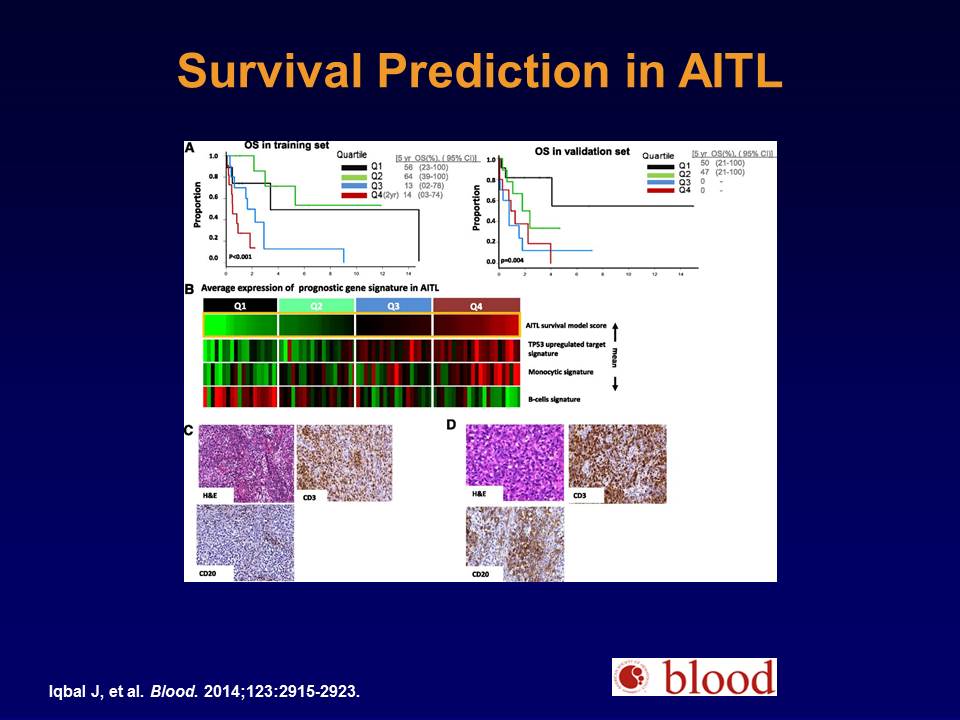 Survival Prediction in AITL
A
OS in training set
Quartile
[5 yr OS(%), ( 95% CI)]
Q1 56 (23-100)
Q2 64 (39-100)
Q3 13 (02-78)
Q4(2yr) 14 (03-74)
Proportion
1.0
0.8
0.6
0.4
0.2
0.0
P<0.001
0 2 4 6 8 10 12 14
OS in validation set
Quartile
[5 yr OS(%), ( 95% CI)]
Q1 50 (21-100)
Q2 47 (21-100)
Q3 0 -
Q4 0 -
Proportion
1.0
0.8
0.6
0.4
0.2
0.0
p=0.004
0 2 4 6 8 10 12 14
B Average expression of prognostic gene signature in AITL
Q1 Q2 Q3 Q4
AITL survival model score
TP53 upregulated target
signature
Monocytic signature
B-cells signature
mean
C
H&E
CD3
CD20
D
H&E
CD3
CD20
Iqbal J, et al. Blood. 2014;123:2915-2923.
blood